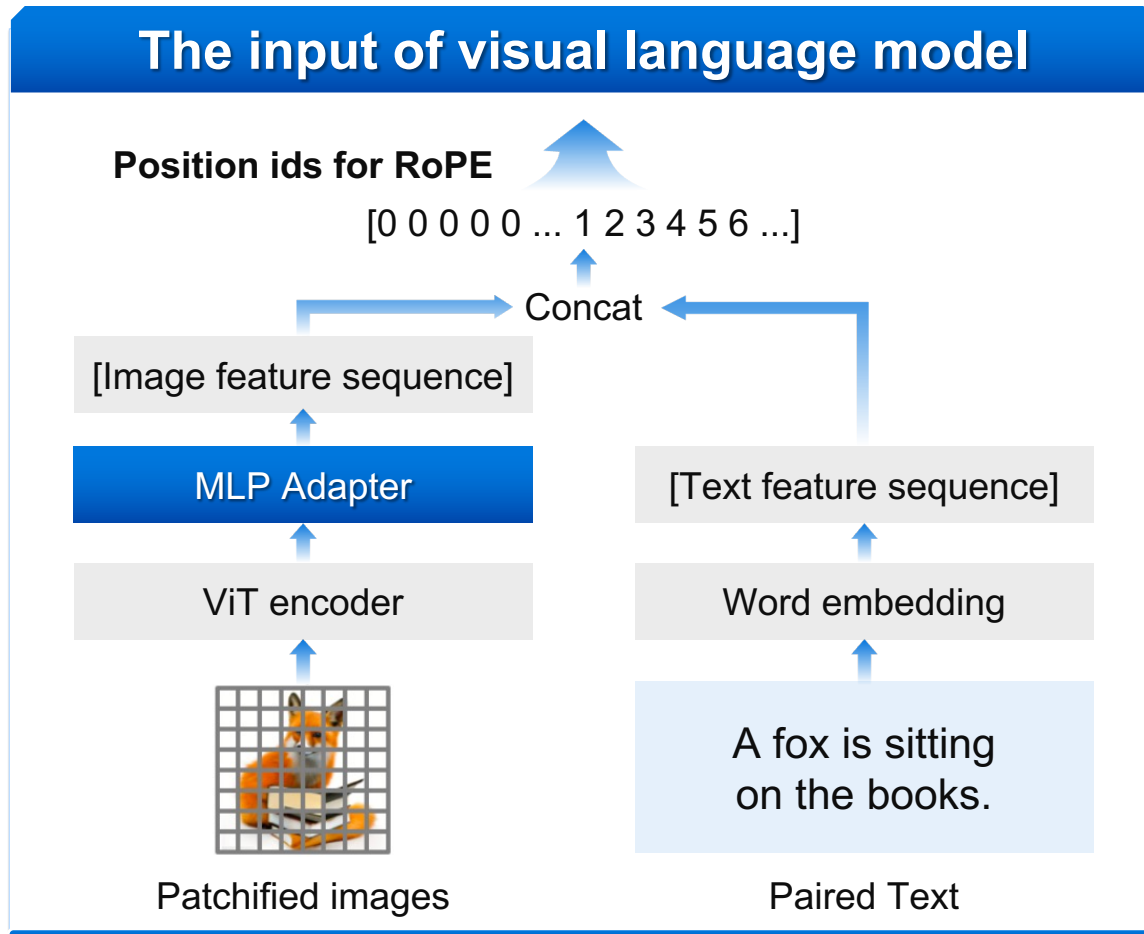 The input of visual language model
Position ids for RoPE
[0 0 0 0 0 ... 1 2 3 4 5 6 ...]
Concat
[Image feature sequence]
MLP Adapter
[Text feature sequence]
ViT encoder
Word embedding
A fox is sitting
on the books.
Patchified images
Paired Text